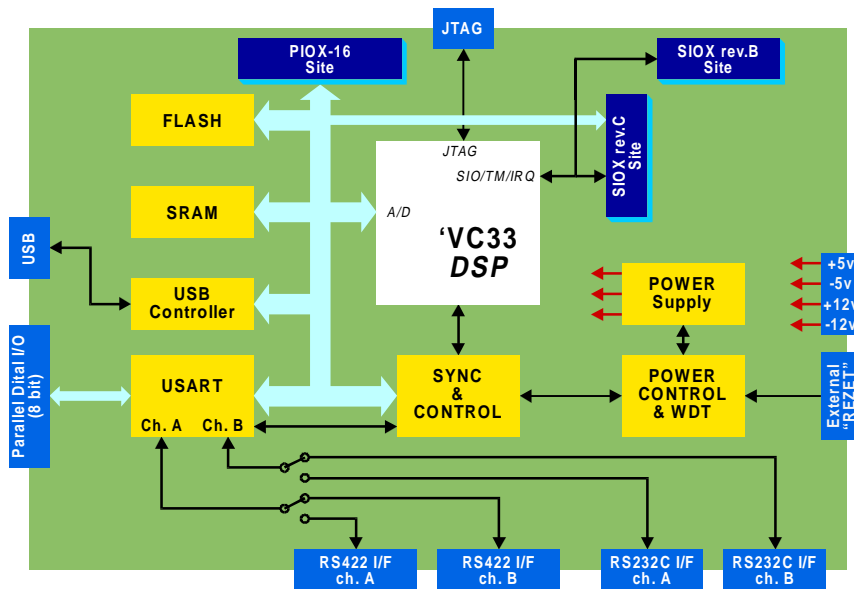 JTAG
PIOX-16
Site
SIOX rev.B
Site
FLASH
SIOX rev.C
Site
JTAG
SIO/TM/IRQ
SRAM
A/D
‘VC33
DSP
USB
USB
Controller
POWER
Supply
+5v
-5v
+12v
-12v
Parallel Dital I/O
(8 bit)
USART
Ch. A
Ch. B
SYNC
&
CONTROL
POWER
CONTROL
& WDT
External
“REZET”
RS422 I/F
ch. A
RS422 I/F
ch. B
RS232C I/F
ch. A
RS232C I/F
ch. B